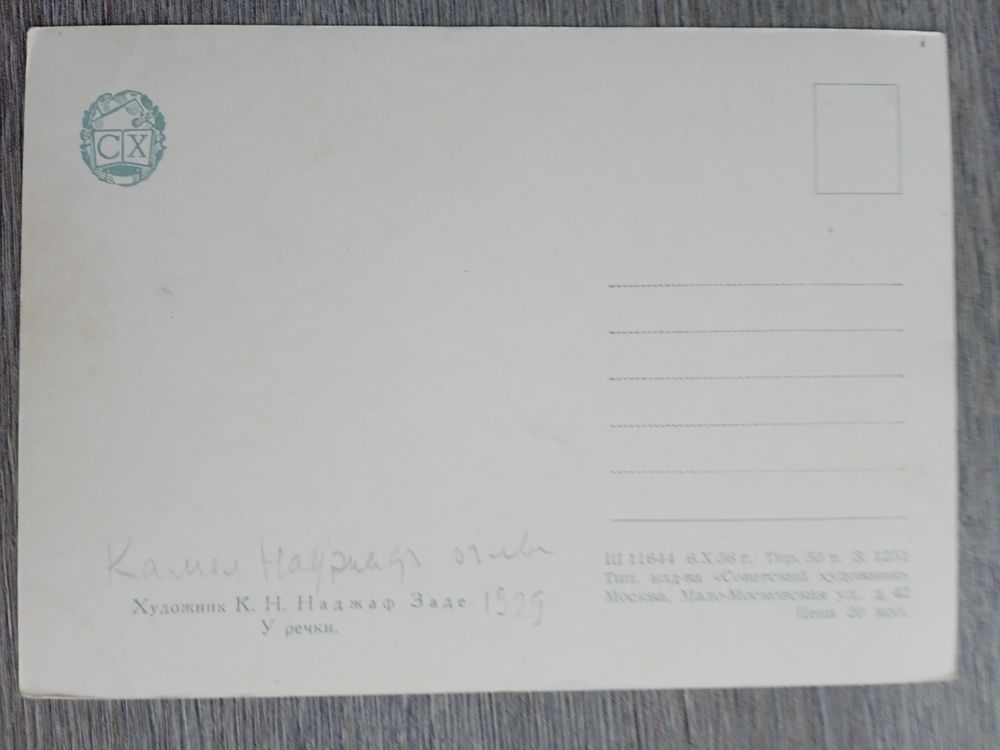 СХ
Камал Наджаф оглы
Художник К. Н. Наджаф Заде 1929
У речки.
Ш 11644 6.X-56 г. Тир. 30 т. З. 1251
Тип. изд-ва «Советский художник»
Москва, Мало-Московская ул., д. 42
Цена 20 коп.